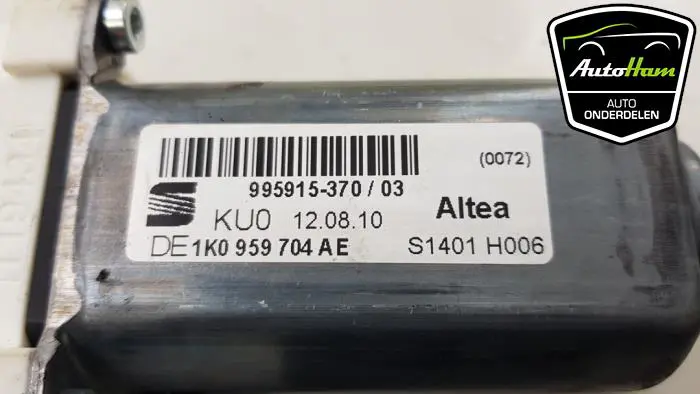 AutoHam
AUTO
ONDERDELEN
(0072)
995915-370 / 03
KU0 12.08.10 Altea
DE 1K0 959 704 AE S1401 H006